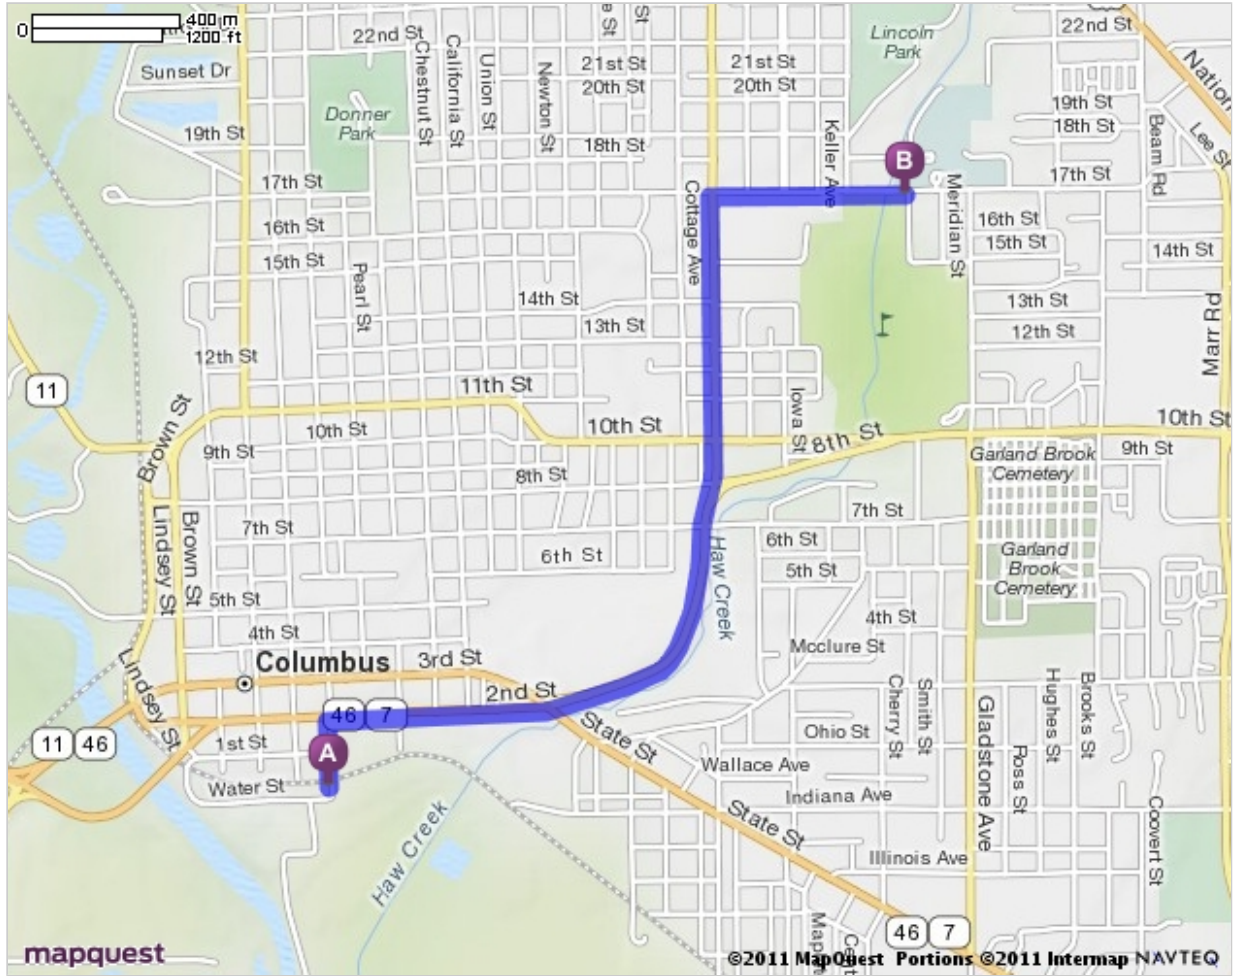 0
400 m
1200 ft
22nd St
22nd St
Lincoln
Park
Sunset Dr
Chestnut St
California St
Union St
Newton St
21st St
20th St
21st St
20th St
Nation
Donner
Park
19th St
18th St
Keller Ave
19th St
18th St
Beam Rd
Lee St
B
17th St
Cottage Ave
Meridian St
17th St
16th St
16th St
15th St
15th St
14th St
Pearl St
14th St
13th St
13th St
12th St
Marr Rd
12th St
11
11th St
Iowa St
Brown St
10th St
10th St
8th St
10th St
9th St
Garland Brook
Cemetery
9th St
8th St
Lindsey St
Brown St
7th St
7th St
6th St
Haw Creek
6th St
5th St
Garland
Brook
Cemetery
5th St
4th St
4th St
Mcclure St
Columbus
3rd St
Lindsey St
2nd St
Cherry St
Smith St
Gladstone Ave
Hughes St
Brooks St
46
7
11
46
1st St
A
State St
Ohio St
Wallace Ave
Ross St
Water St
Indiana Ave
Coovert St
Haw Creek
State St
Illinois Ave
46
7
mapquest
©2011 MapQuest Portions ©2011 Intermap NAVTEQ